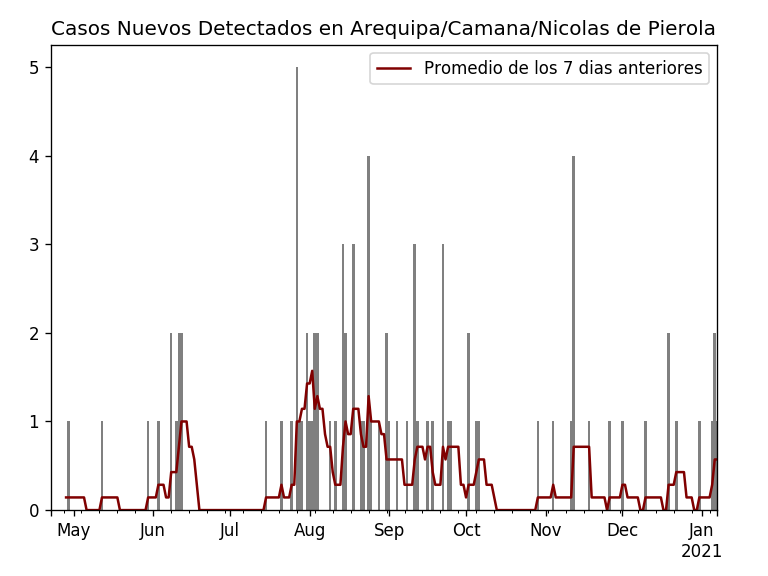 Casos Nuevos Detectados en Arequipa/Camana/Nicolas de Pierola
Promedio de los 7 dias anteriores
5
4
3
2
1
0
May Jun Jul Aug Sep Oct Nov Dec Jan
2021